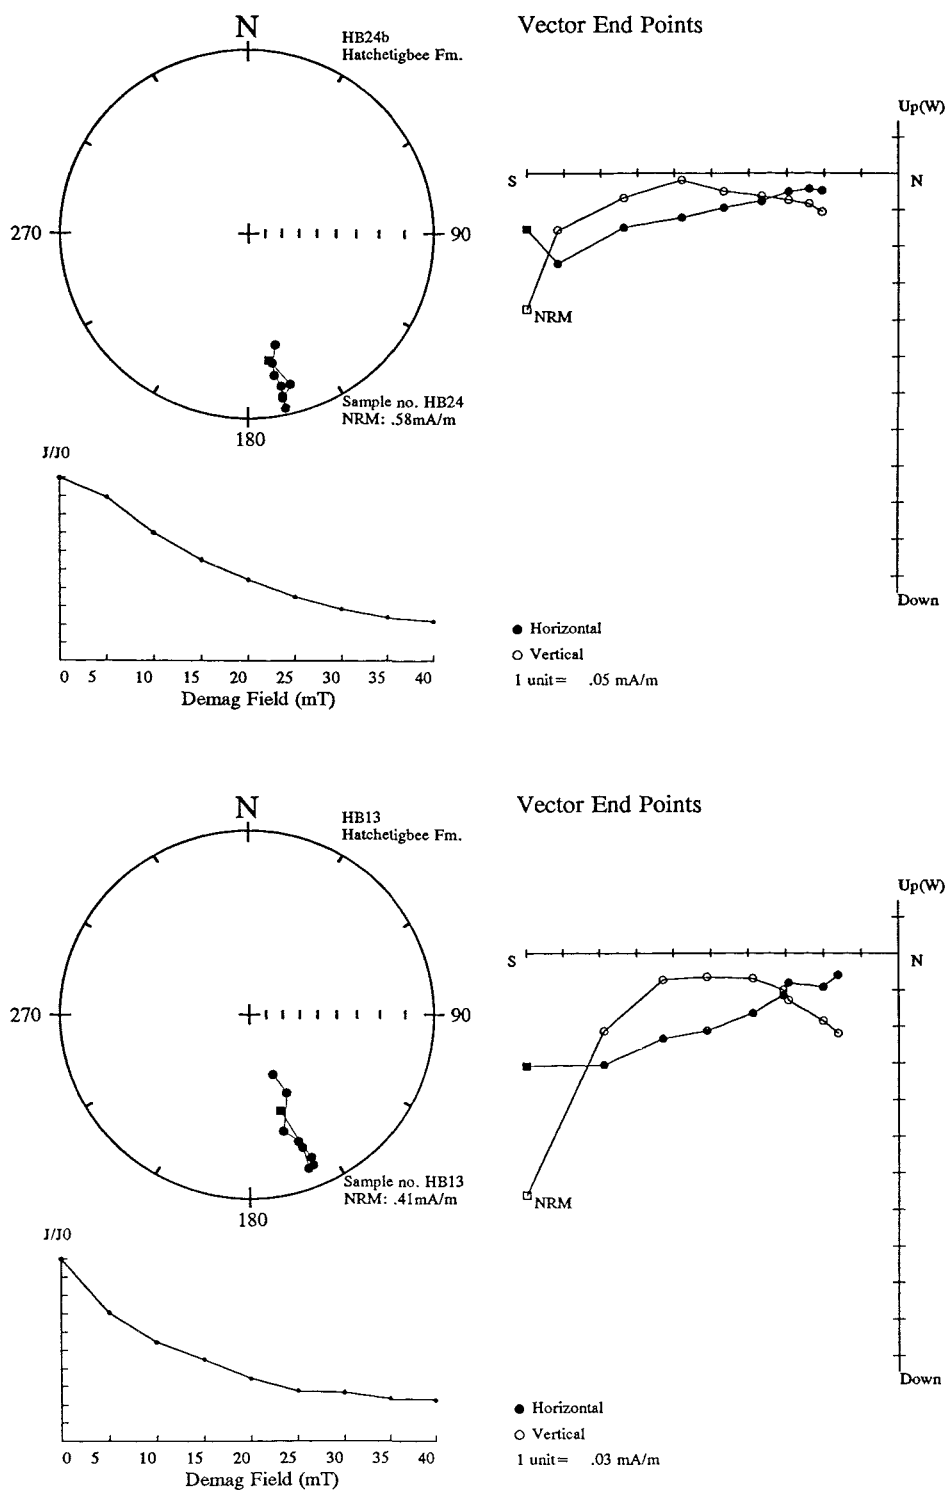 N
HB24b
Hatchetigbee Fm.
Vector End Points
Up(W)
S
N
270
90
NRM
Sample no. HB24
NRM: .58mA/m
180
J/J0
Down
Horizontal
Vertical
1 unit= .05 mA/m
0 5 10 15 20 25 30 35 40
Demag Field (mT)
N
HB13
Hatchetigbee Fm.
Vector End Points
Up(W)
S
N
270
90
Sample no. HB13
NRM: .41mA/m
NRM
180
J/J0
Down
Horizontal
Vertical
1 unit= .03 mA/m
0 5 10 15 20 25 30 35 40
Demag Field (mT)